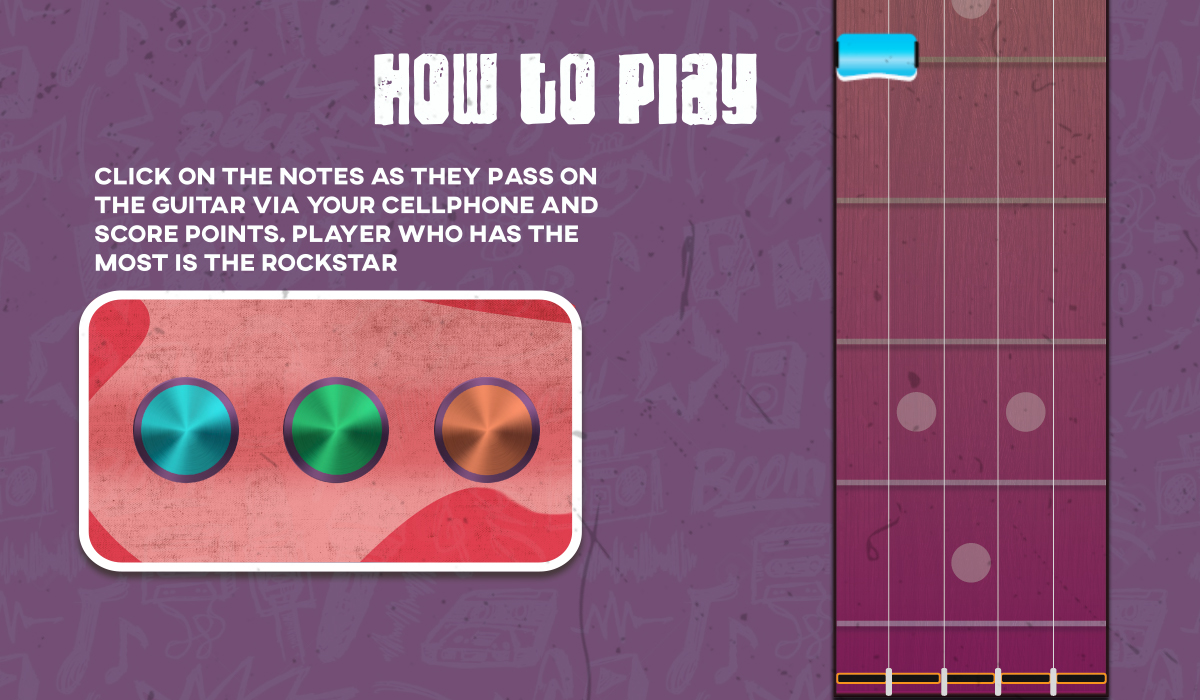 How to Play
CLICK ON THE NOTES AS THEY PASS ON
THE GUITAR VIA YOUR CELLPHONE AND
SCORE POINTS. PLAYER WHO HAS THE
MOST IS THE ROCKSTAR
BOOM